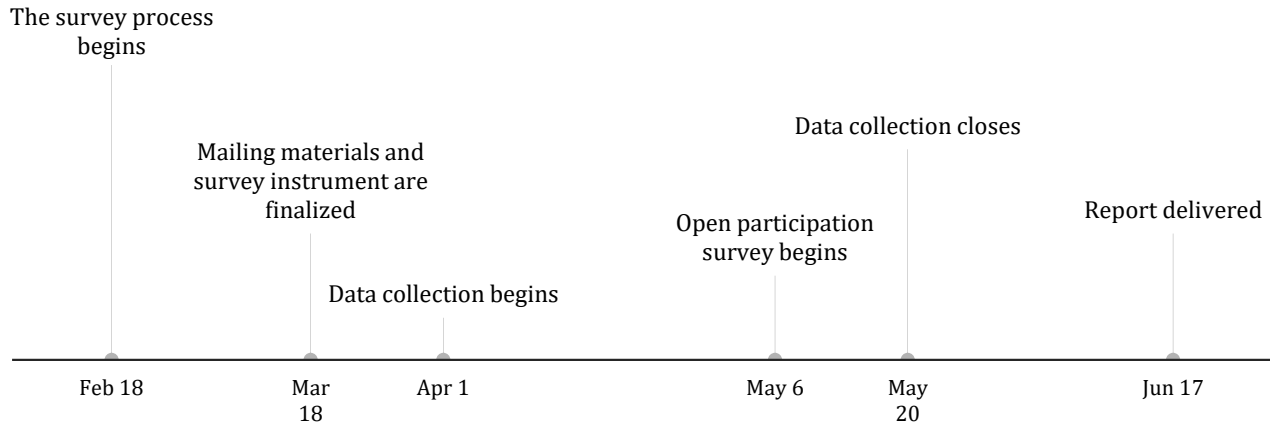 The survey process
begins
Mailing materials and
survey instrument are
finalized
Data collection begins
Open participation
survey begins
Data collection closes
Report delivered
Feb 18
Mar
18
Apr 1
May 6
May
20
Jun 17